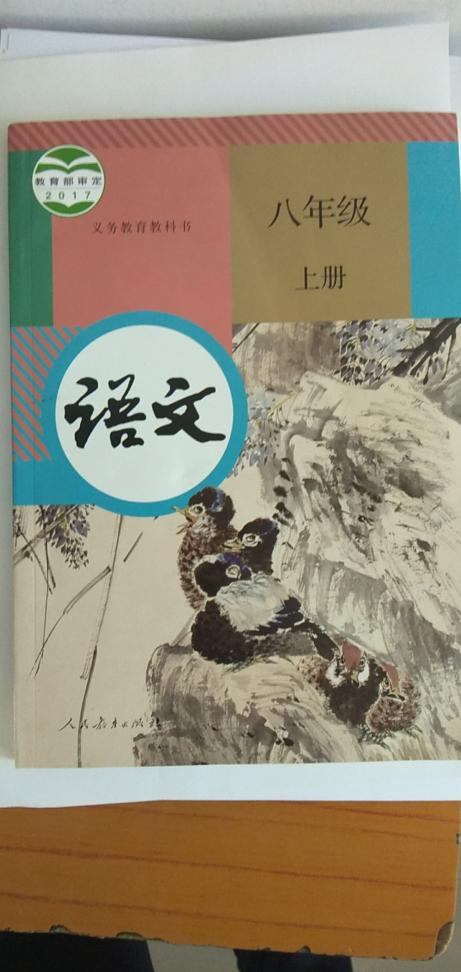 教育部审定
2017
义务教育教科书
八年级
上册
语文
人民教育出版社